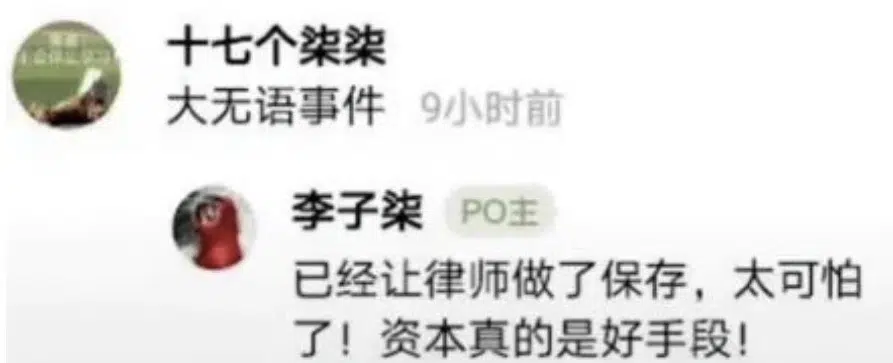 十七个柒柒
大无语事件 9小时前
李子柒 PO主
已经让律师做了保存，太可怕
了！资本真的是好手段！